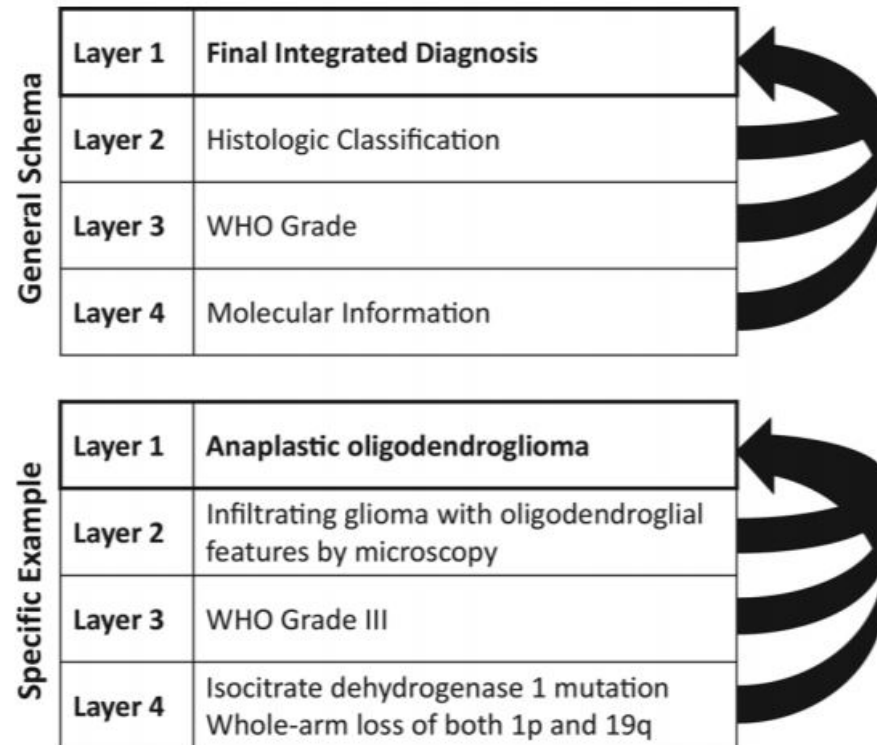 General Schema
Layer 1 Final Integrated Diagnosis
Layer 2 Histologic Classification
Layer 3 WHO Grade
Layer 4 Molecular Information
Specific Example
Layer 1 Anaplastic oligodendroglioma
Layer 2 Infiltrating glioma with oligodendroglial
features by microscopy
Layer 3 WHO Grade III
Layer 4 Isocitrate dehydrogenase 1 mutation
Whole-arm loss of both 1p and 19q